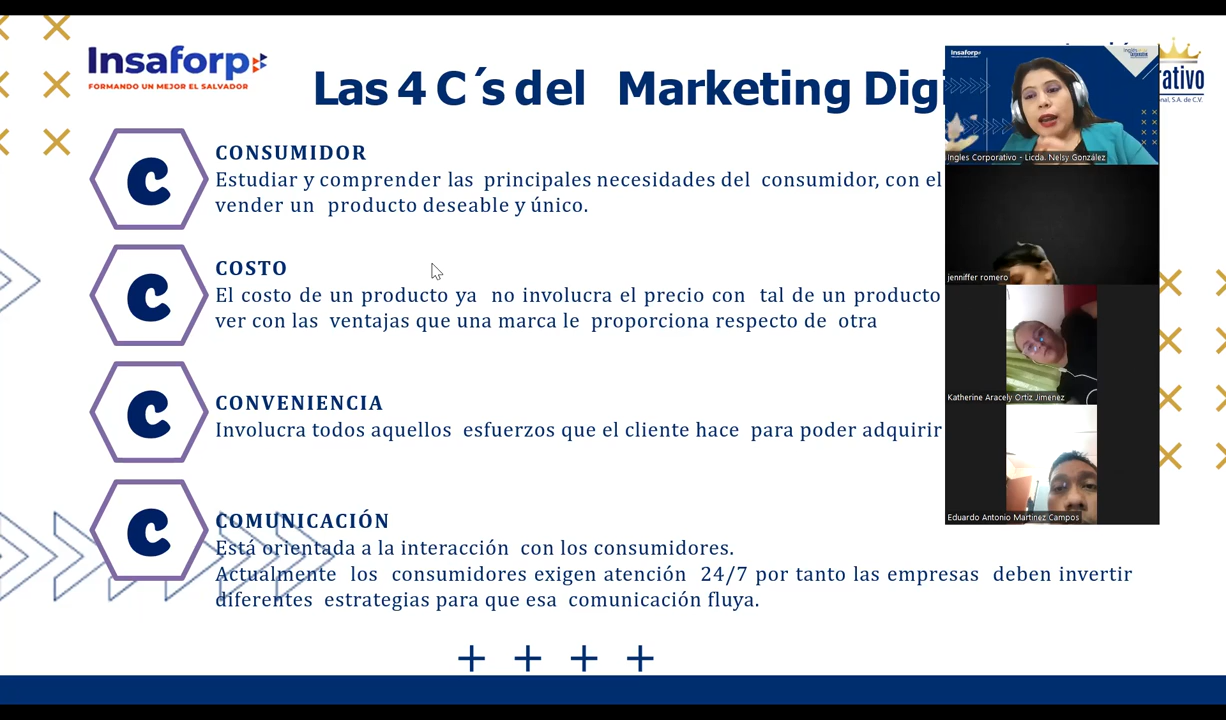 Insaforp
FORMANDO UN MEJOR EL SALVADOR
Las 4 C´s del Marketing Digi
rativo
nal, S.A. de C.V.
C
CONSUMIDOR
Estudiar y comprender las principales necesidades del consumidor, con el
vender un producto deseable y único.
C
COSTO
El costo de un producto ya no involucra el precio con tal de un producto
ver con las ventajas que una marca le proporciona respecto de otra
C
CONVENIENCIA
Involucra todos aquellos esfuerzos que el cliente hace para poder adquirir
C
COMUNICACIÓN
Está orientada a la interacción con los consumidores.
Actualmente los consumidores exigen atención 24/7 por tanto las empresas deben invertir
diferentes estrategias para que esa comunicación fluya.
Insaforp
Ingles Corporativo - Licda. Nelsy González
jenniffer romero
Katherine Aracely Ortiz Jiménez
Eduardo Antonio Martinez Campos